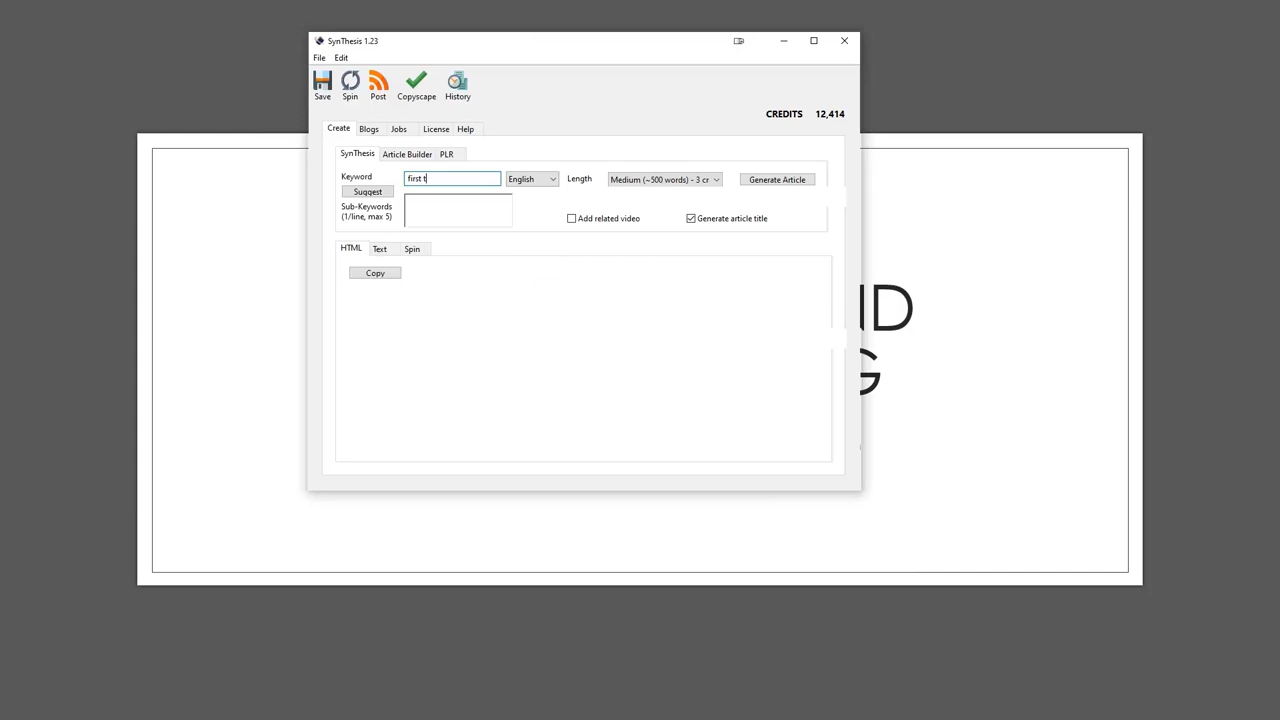 SynThesis 1.23
File Edit
Save Spin Post Copyscape History
CREDITS 12,414
Create Blogs Jobs License Help
SynThesis Article Builder PLR
Keyword first t English Length Medium (~500 words) - 3 cr Generate Article
Suggest
Sub-Keywords
(1/line, max 5)
Add related video Generate article title
HTML Text Spin
Copy
ND
G